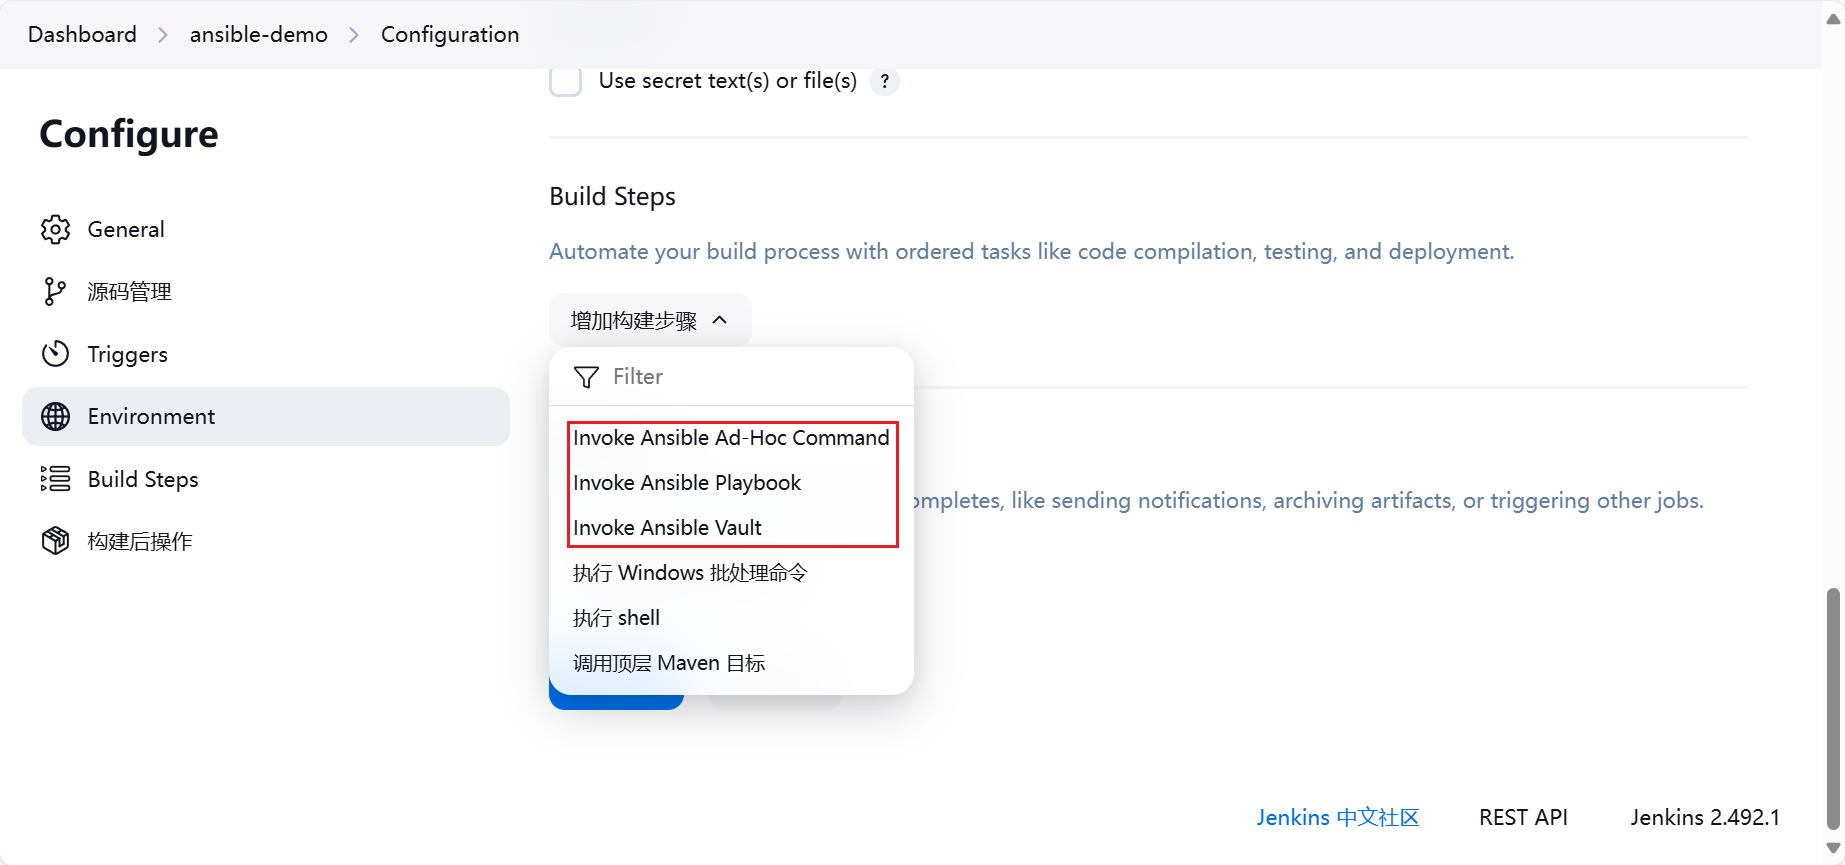 Dashboard > ansible-demo > Configuration
Configure
General
源码管理
Triggers
Environment
Build Steps
构建后操作
Use secret text(s) or file(s) ?
Build Steps
Automate your build process with ordered tasks like code compilation, testing, and deployment.
增加构建步骤
Filter
Invoke Ansible Ad-Hoc Command
Invoke Ansible Playbook
Invoke Ansible Vault
执行 Windows 批处理命令
执行 shell
调用顶层 Maven 目标
like sending notifications, archiving artifacts, or triggering other jobs.
Jenkins 中文社区
REST API
Jenkins 2.492.1